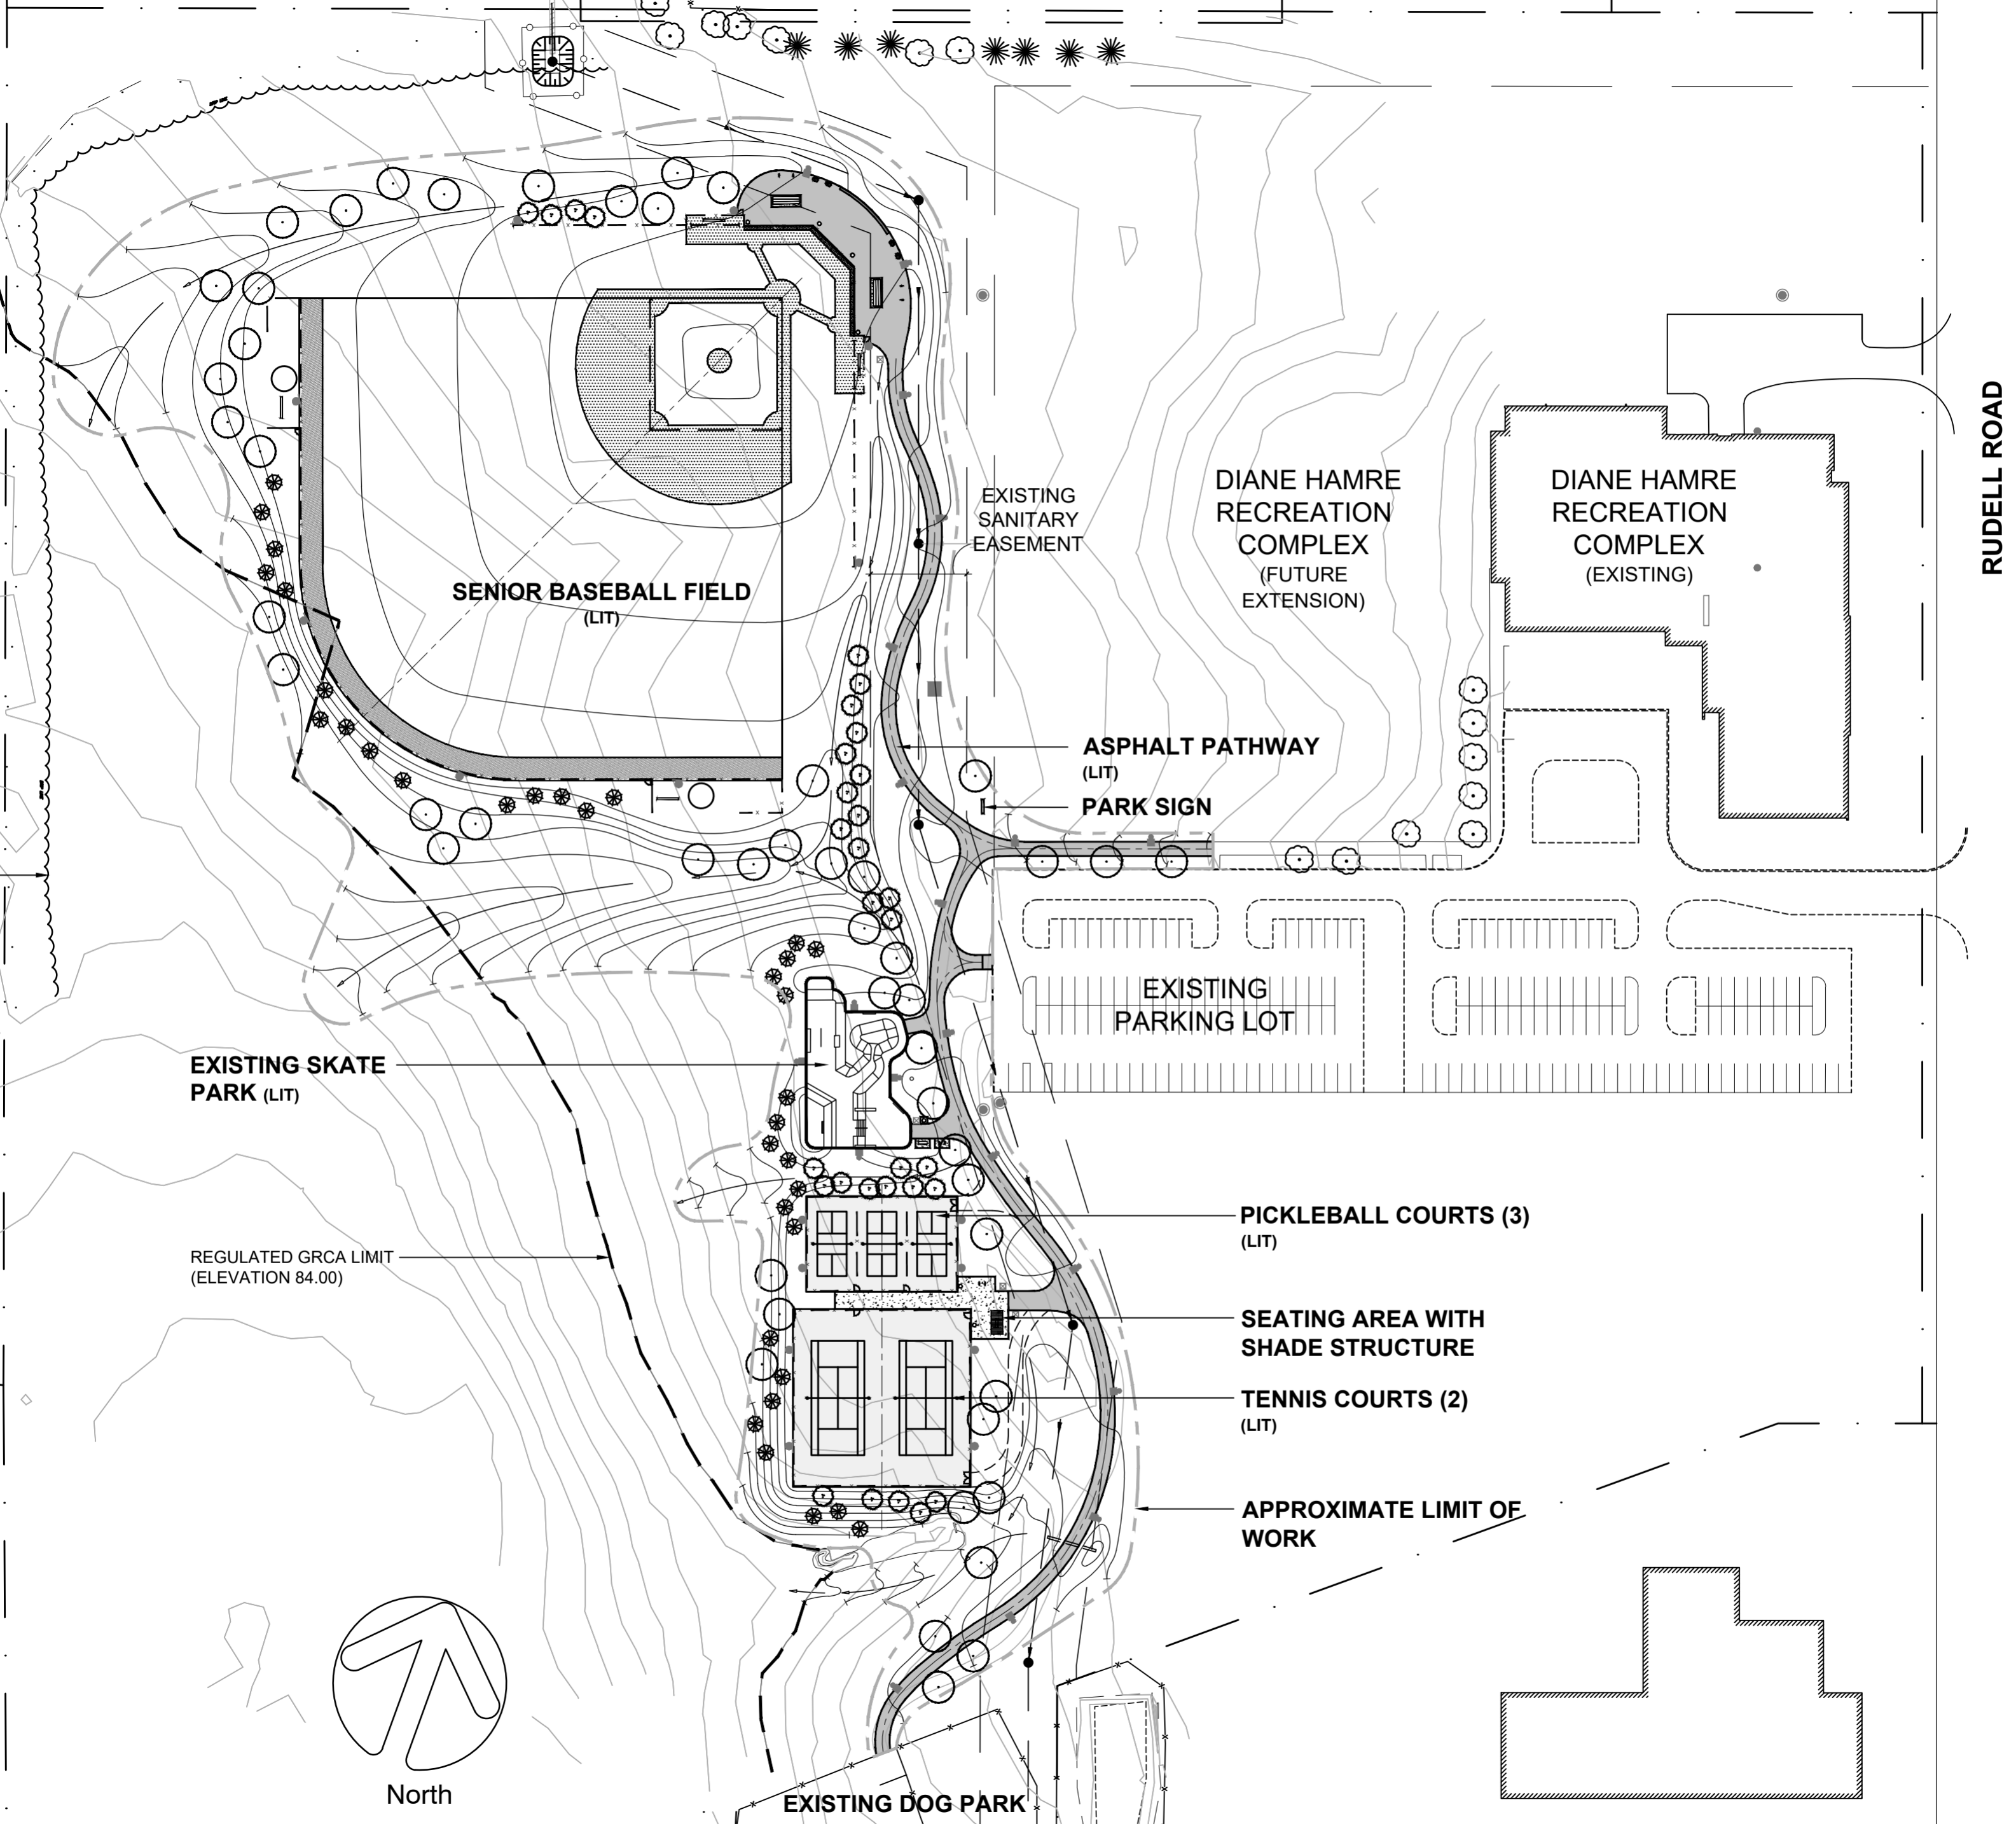 RUDELL ROAD
DIANE HAMRE
RECREATION
COMPLEX
(FUTURE
EXTENSION)
DIANE HAMRE
RECREATION
COMPLEX
(EXISTING)
EXISTING
SANITARY
EASEMENT
SENIOR BASEBALL FIELD
(LIT)
ASPHALT PATHWAY
(LIT)
PARK SIGN
EXISTING
PARKING LOT
EXISTING SKATE
PARK (LIT)
PICKLEBALL COURTS (3)
(LIT)
REGULATED GRCA LIMIT
(ELEVATION 84.00)
SEATING AREA WITH
SHADE STRUCTURE
TENNIS COURTS (2)
(LIT)
APPROXIMATE LIMIT OF
WORK
North
EXISTING DOG PARK